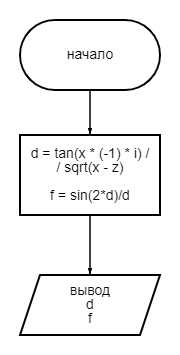 начало
d = tan(x * (-1) * i) /
/ sqrt(x - z)
f = sin(2*d)/d
вывод
d
f